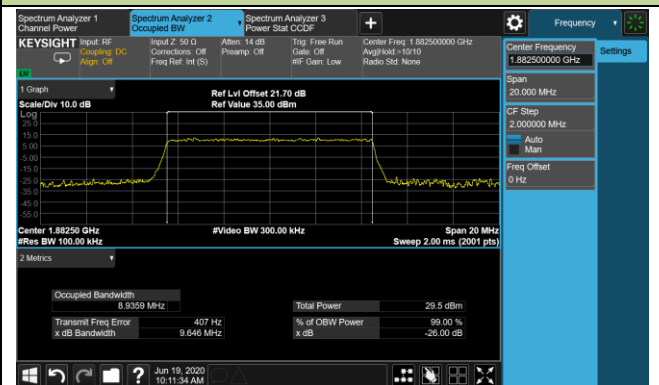 Spectrum Analyzer 1
Channel Power
Spectrum Analyzer 2
Occupied BW
Spectrum Analyzer 3
Power Stat CCDF
+
Frequency
KEYSIGHT
Input: RF
Coupling: DC
Align: Off
Input Z: 50 Ω
Corrections: Off
Freq Ref: Int (S)
Atten: 14 dB
Preamp: Off
Trig: Free Run
Gate: Off
#IF Gain: Low
Center Freq: 1.882500000 GHz
Avg|Hold:>10/10
Radio Std: None
Center Frequency
1.882500000 GHz
Settings
Span
20.000 MHz
CF Step
2.000000 MHz
Auto
Man
Freq Offset
0 Hz
1 Graph
Scale/Div 10.0 dB
Ref Lvl Offset 21.70 dB
Ref Value 35.00 dBm
Log
25.0
15.0
5.00
-5.00
-15.0
-25.0
-35.0
-45.0
-55.0
Center 1.88250 GHz
#Res BW 100.00 kHz
#Video BW 300.00 kHz
Span 20 MHz
Sweep 2.00 ms (2001 pts)
2 Metrics
Occupied Bandwidth
8.9359 MHz
Total Power 29.5 dBm
Transmit Freq Error 407 Hz
% of OBW Power 99.00 %
x dB Bandwidth 9.646 MHz
x dB -26.00 dB
?
Jun 19, 2020
10:11:34 AM